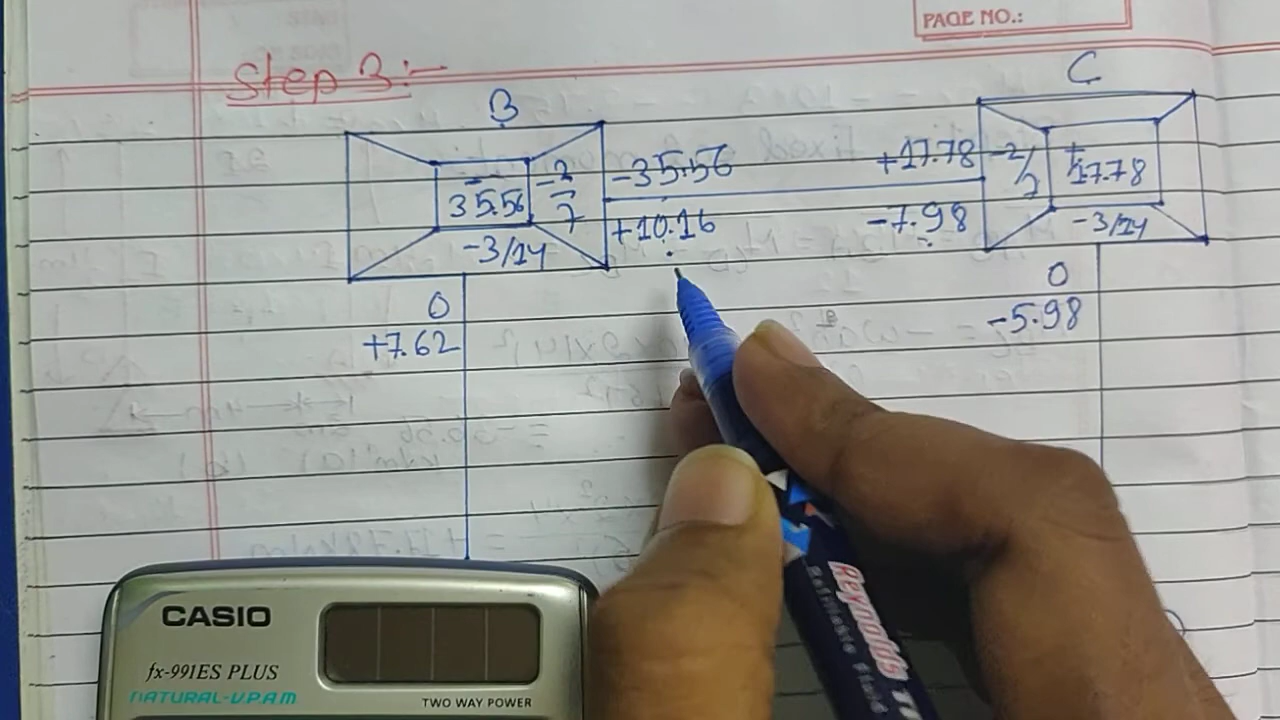 PAGE NO.:
Step 3:-
B
C
-35.56
+17.78
- 35.56
-2/7
-2/7
+ 17.78
-3/14
+10.16
-7.98
-3/14
0
+7.62
0
-5.98
CASIO
fx-991ES PLUS
NATURAL-V.P.A.M.
TWO WAY POWER
Reynolds